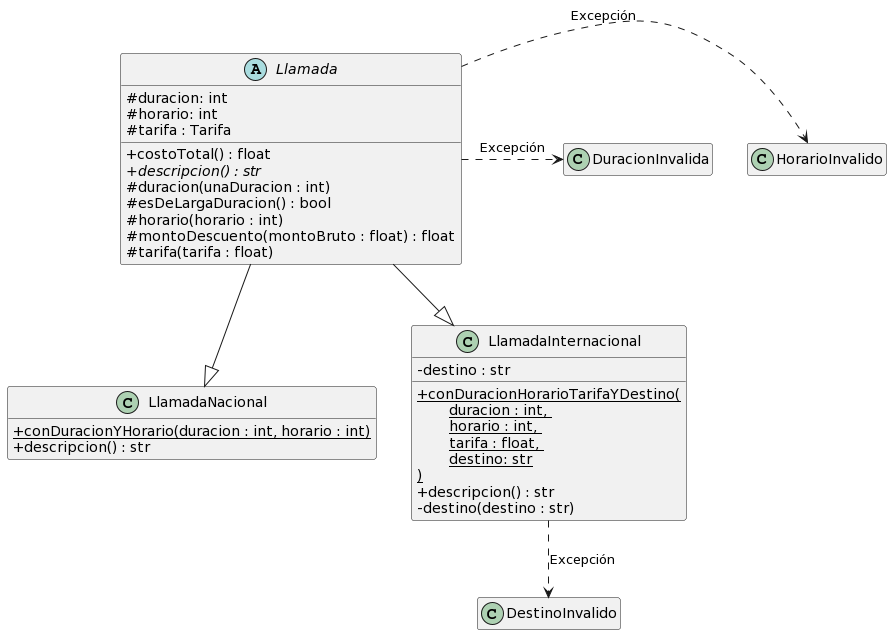 Excepción
A Llamada
#duracion: int
#horario: int
#tarifa : Tarifa
+costoTotal() : float
+descripcion() : str
#duracion(unaDuracion : int)
#esDeLargaDuracion() : bool
#horario(horario : int)
#montoDescuento(montoBruto : float) : float
#tarifa(tarifa : float)
Excepción
C DuracionInvalida
C HorarioInvalido
C LlamadaNacional
+conDuracionYHorario(duracion : int, horario : int)
+descripcion() : str
C LlamadaInternacional
-destino : str
+conDuracionHorarioTarifaYDestino(
duracion : int,
horario : int,
tarifa : float,
destino: str
)
+descripcion() : str
-destino(destino : str)
Excepción
C DestinoInvalido